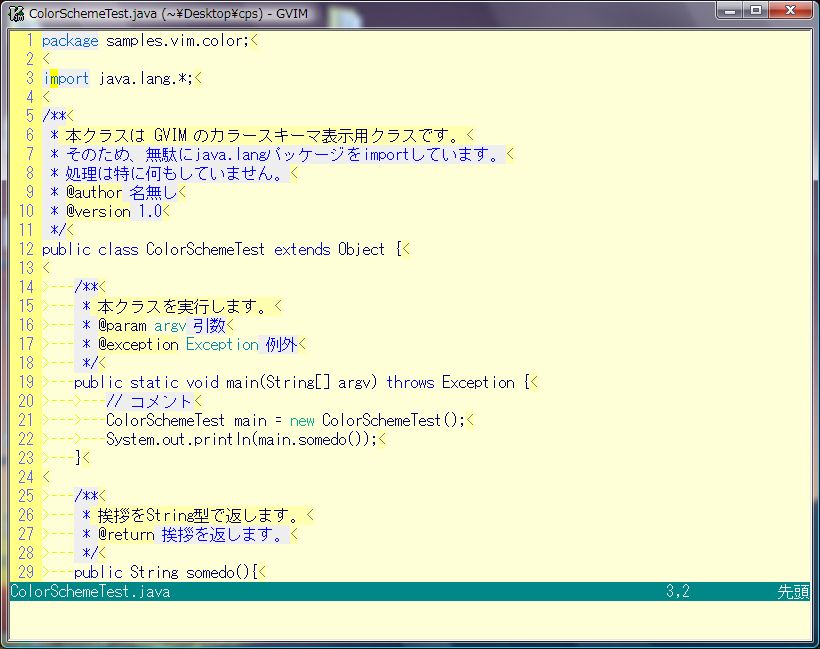 ColorSchemeTest.java (~¥Desktop¥cps) - GVIM
1 package samples.vim.color;<
2 <
3 import java.lang.*;<
4 <
5 /**<
6  * 本クラスは GVIM のカラースキーマ表示用クラスです。<
7  * そのため、無駄にjava.langパッケージをimportしています。<
8  * 処理は特に何もしていません。<
9  * @author 名無し<
10  * @version 1.0<
11  */<
12 public class ColorSchemeTest extends Object {<
13 <
14 >---/**<
15 >--- * 本クラスを実行します。<
16 >--- * @param argv 引数<
17 >--- * @exception Exception 例外<
18 >--- */<
19 >---public static void main(String[] argv) throws Exception {<
20 >--->---// コメント<
21 >--->---ColorSchemeTest main = new ColorSchemeTest();<
22 >--->---System.out.println(main.somedo());<
23 >---}<
24 <
25 >---/**<
26 >--- * 挨拶をString型で返します。<
27 >--- * @return 挨拶を返します。<
28 >--- */<
29 >---public String somedo(){<
ColorSchemeTest.java 3,2 先頭